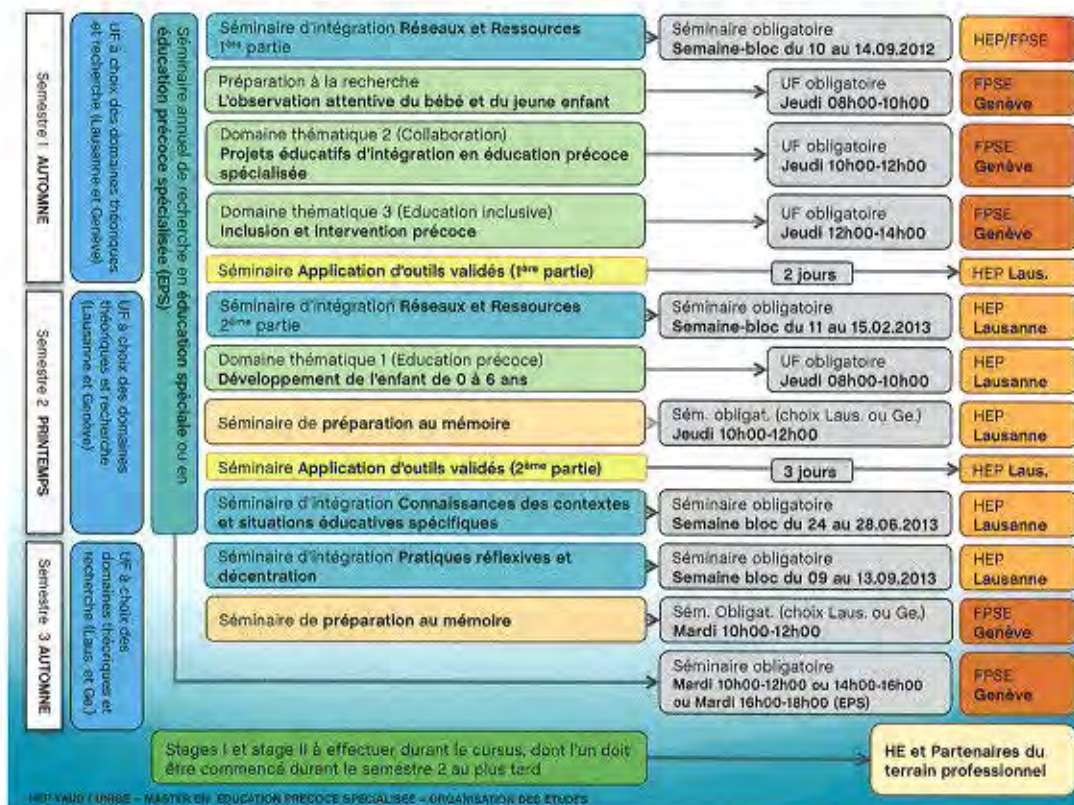 Semestre 1 AUTOMNE
UF à choix des domaines théoriques
et recherche (Lausanne et Genève)
Séminaire annuel de recherche en éducation spéciale ou en
éducation précoce spécialisée (EPS)
Séminaire d'intégration Réseaux et Ressources
1ère partie
Séminaire obligatoire
Semaine-bloc du 10 au 14.09.2012
HEP/FPSE
Préparation à la recherche
L'observation attentive du bébé et du jeune enfant
UF obligatoire
Jeudi 08h00-10h00
FPSE
Genève
Domaine thématique 2 (Collaboration)
Projets éducatifs d'intégration en éducation précoce
spécialisée
UF obligatoire
Jeudi 10h00-12h00
FPSE
Genève
Domaine thématique 3 (Education inclusive)
Inclusion et intervention précoce
UF obligatoire
Jeudi 12h00-14h00
FPSE
Genève
Séminaire Application d'outils validés (1ère partie)
2 jours
HEP Laus.
Semestre 2 PRINTEMPS
UF à choix des domaines
théoriques et recherche
(Lausanne et Genève)
Séminaire d'intégration Réseaux et Ressources
2ème partie
Séminaire obligatoire
Semaine-bloc du 11 au 15.02.2013
HEP
Lausanne
Domaine thématique 1 (Education précoce)
Développement de l'enfant de 0 à 6 ans
UF obligatoire
Jeudi 08h00-10h00
HEP
Lausanne
Séminaire de préparation au mémoire
Sém. obligat. (choix Laus. ou Ge.)
Jeudi 10h00-12h00
HEP
Lausanne
Séminaire Application d'outils validés (2ème partie)
3 jours
HEP Laus.
Séminaire d'intégration Connaissances des contextes
et situations éducatives spécifiques
Séminaire obligatoire
Semaine bloc du 24 au 28.06.2013
HEP
Lausanne
Semestre 3 AUTOMNE
UF à choix des
domaines théoriques et
recherche (Laus. et Ge.)
Séminaire d'intégration Pratiques réflexives et
décentration
Séminaire obligatoire
Semaine bloc du 09 au 13.09.2013
HEP
Lausanne
Séminaire de préparation au mémoire
Sém. Obligat. (choix Laus. ou Ge.)
Mardi 10h00-12h00
FPSE
Genève
Séminaire obligatoire
Mardi 10h00-12h00 ou 14h00-16h00
ou Mardi 16h00-18h00 (EPS)
FPSE
Genève
Stages I et stage II à effectuer durant le cursus, dont l'un doit
être commencé durant le semestre 2 au plus tard
HE et Partenaires du
terrain professionnel
HEP VAUD / UNIGE – MASTER EN EDUCATION PRÉCOCE SPÉCIALISÉE – ORGANISATION DES ÉTUDES